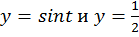 y = sint и y = 1/2